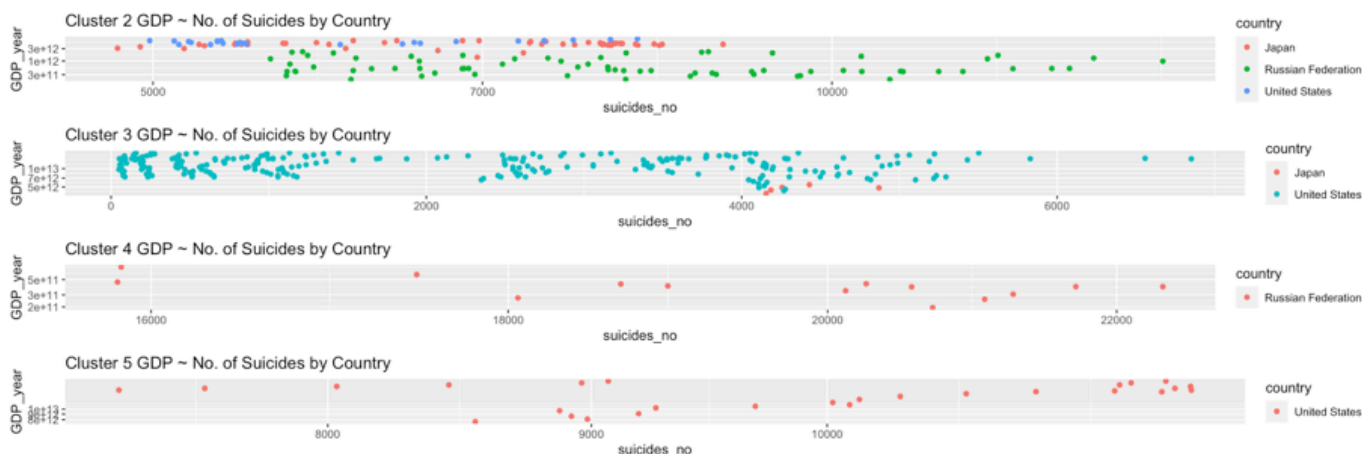 Cluster 2 GDP ~ No. of Suicides by Country
GDP_year
3e+12
1e+12
3e+11
5000 7000 10000
suicides_no
country
Japan
Russian Federation
United States
Cluster 3 GDP ~ No. of Suicides by Country
GDP_year
1e+13
7e+12
5e+12
0 2000 4000 6000
suicides_no
country
Japan
United States
Cluster 4 GDP ~ No. of Suicides by Country
GDP_year
5e+11
3e+11
2e+11
16000 18000 20000 22000
suicides_no
country
Russian Federation
Cluster 5 GDP ~ No. of Suicides by Country
GDP_year
1e+13
8e+12
8000 9000 10000
suicides_no
country
United States